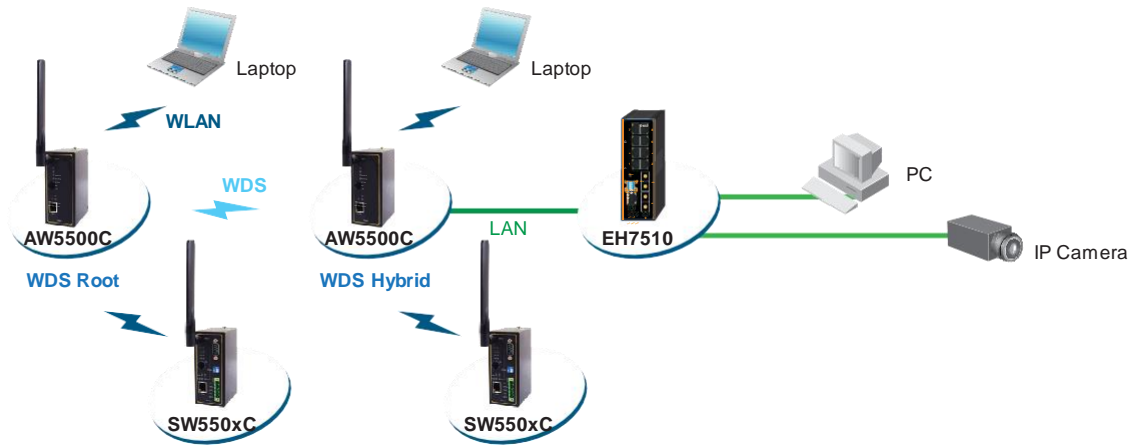 Laptop
Laptop
WLAN
WDS
PC
AW5500C
AW5500C
LAN
EH7510
IP Camera
WDS Root
WDS Hybrid
SW550xC
SW550xC